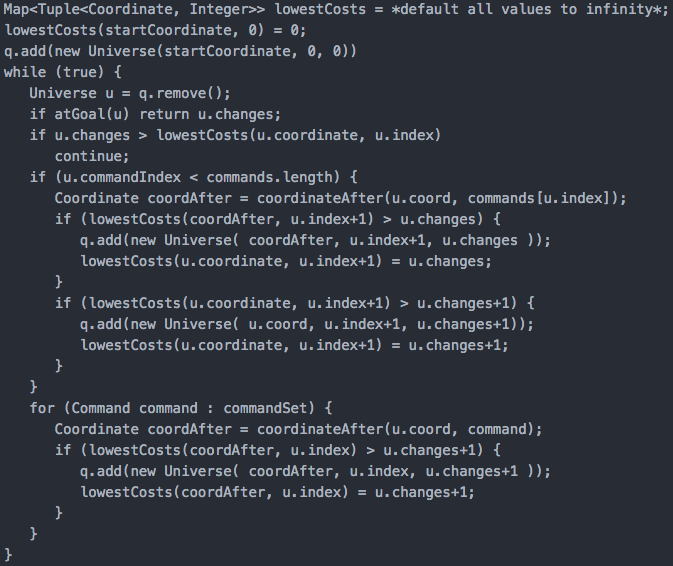 Map<Tuple<Coordinate, Integer>> lowestCosts = *default all values to infinity*;
lowestCosts(startCoordinate, 0) = 0;
q.add(new Universe(startCoordinate, 0, 0))
while (true) {
   Universe u = q.remove();
   if atGoal(u) return u.changes;
   if u.changes > lowestCosts(u.coordinate, u.index)
      continue;
   if (u.commandIndex < commands.length) {
      Coordinate coordAfter = coordinateAfter(u.coord, commands[u.index]);
      if (lowestCosts(coordAfter, u.index+1) > u.changes) {
         q.add(new Universe( coordAfter, u.index+1, u.changes ));
         lowestCosts(u.coordinate, u.index+1) = u.changes;
      }
      if (lowestCosts(u.coordinate, u.index+1) > u.changes+1) {
         q.add(new Universe( u.coord, u.index+1, u.changes+1));
         lowestCosts(u.coordinate, u.index+1) = u.changes+1;
      }
   }
   for (Command command : commandSet) {
      Coordinate coordAfter = coordinateAfter(u.coord, command);
      if (lowestCosts(coordAfter, u.index) > u.changes+1) {
         q.add(new Universe( coordAfter, u.index, u.changes+1 ));
         lowestCosts(coordAfter, u.index) = u.changes+1;
      }
   }
}